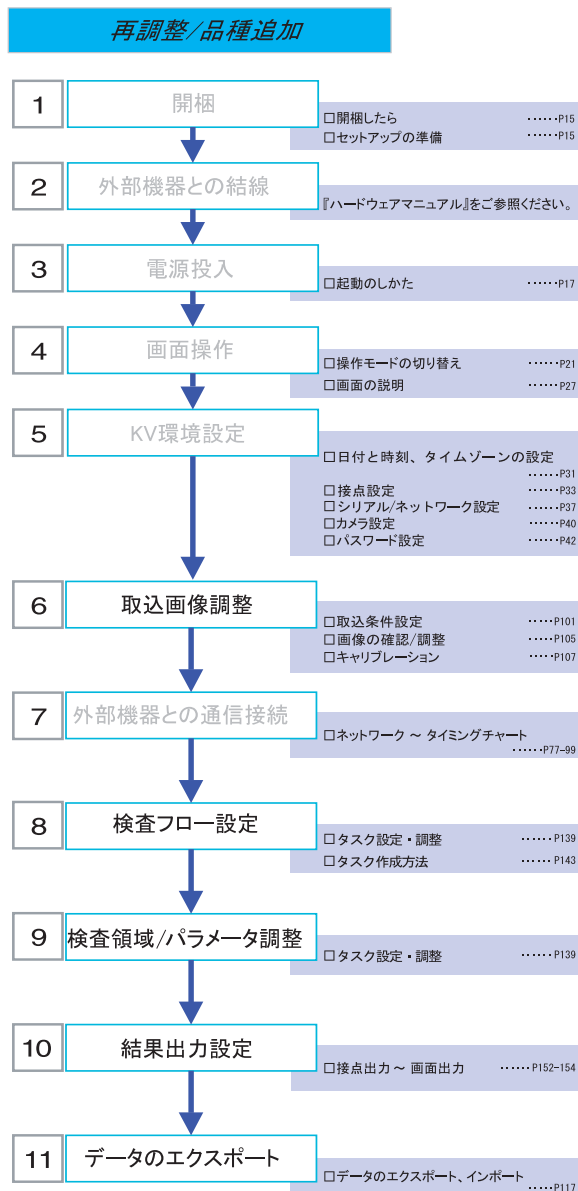 再調整/品種追加
1
開梱
□開梱したら ······P15
□セットアップの準備 ······P15
2
外部機器との結線
『ハードウェアマニュアル』をご参照ください。
3
電源投入
□起動のしかた ······P17
4
画面操作
□操作モードの切り替え ······P21
□画面の説明 ······P27
5
KV環境設定
□日付と時刻、タイムゾーンの設定
······P31
□接点設定 ······P33
□シリアル/ネットワーク設定 ······P37
□カメラ設定 ······P40
□パスワード設定 ······P42
6
取込画像調整
□取込条件設定 ·····P101
□画像の確認/調整 ·····P105
□キャリブレーション ·····P107
7
外部機器との通信接続
□ネットワーク ~ タイミングチャート
······P77-99
8
検査フロー設定
□タスク設定・調整 ······P139
□タスク作成方法 ······P143
9
検査領域/パラメータ調整
□タスク設定・調整 ······P139
10
結果出力設定
□接点出力~ 画面出力 ······P152-154
11
データのエクスポート
□データのエクスポート、インポート
·····P117